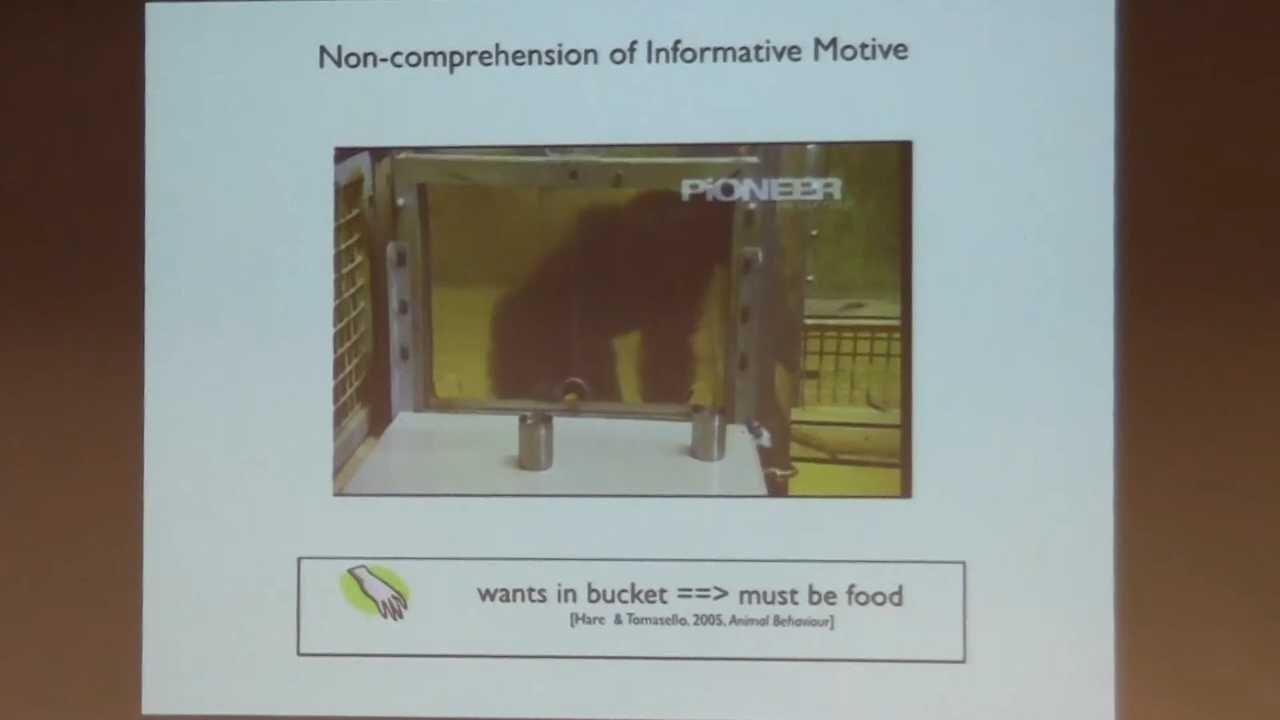 Non-comprehension of Informative Motive
PiONEER
wants in bucket ==> must be food
[Hare & Tomasello, 2005, Animal Behaviour]